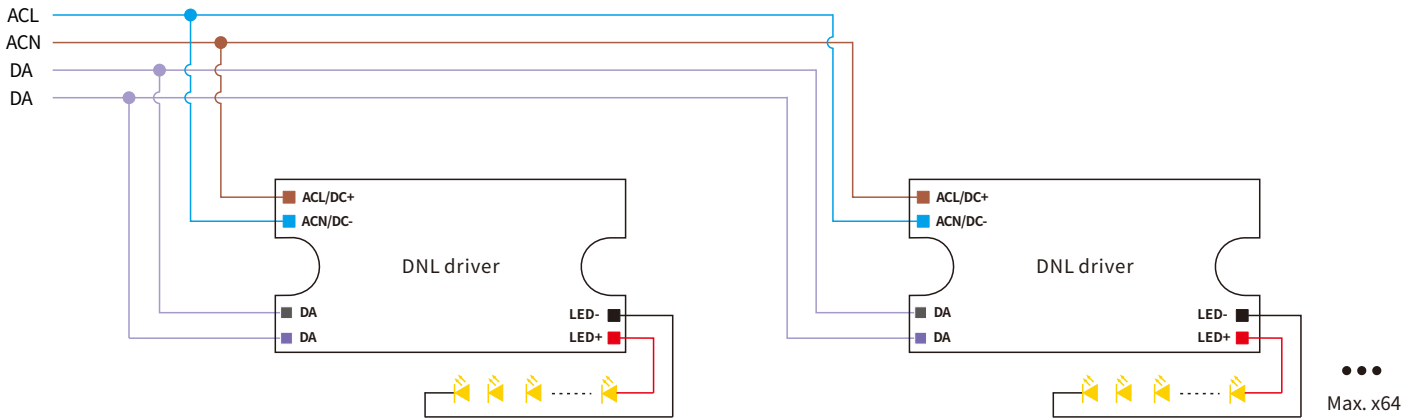 ACL
ACN
DA
DA
ACL/DC+
ACN/DC-
DNL driver
DA
DA
LED-
LED+
ACL/DC+
ACN/DC-
DNL driver
DA
DA
LED-
LED+
Max. x64